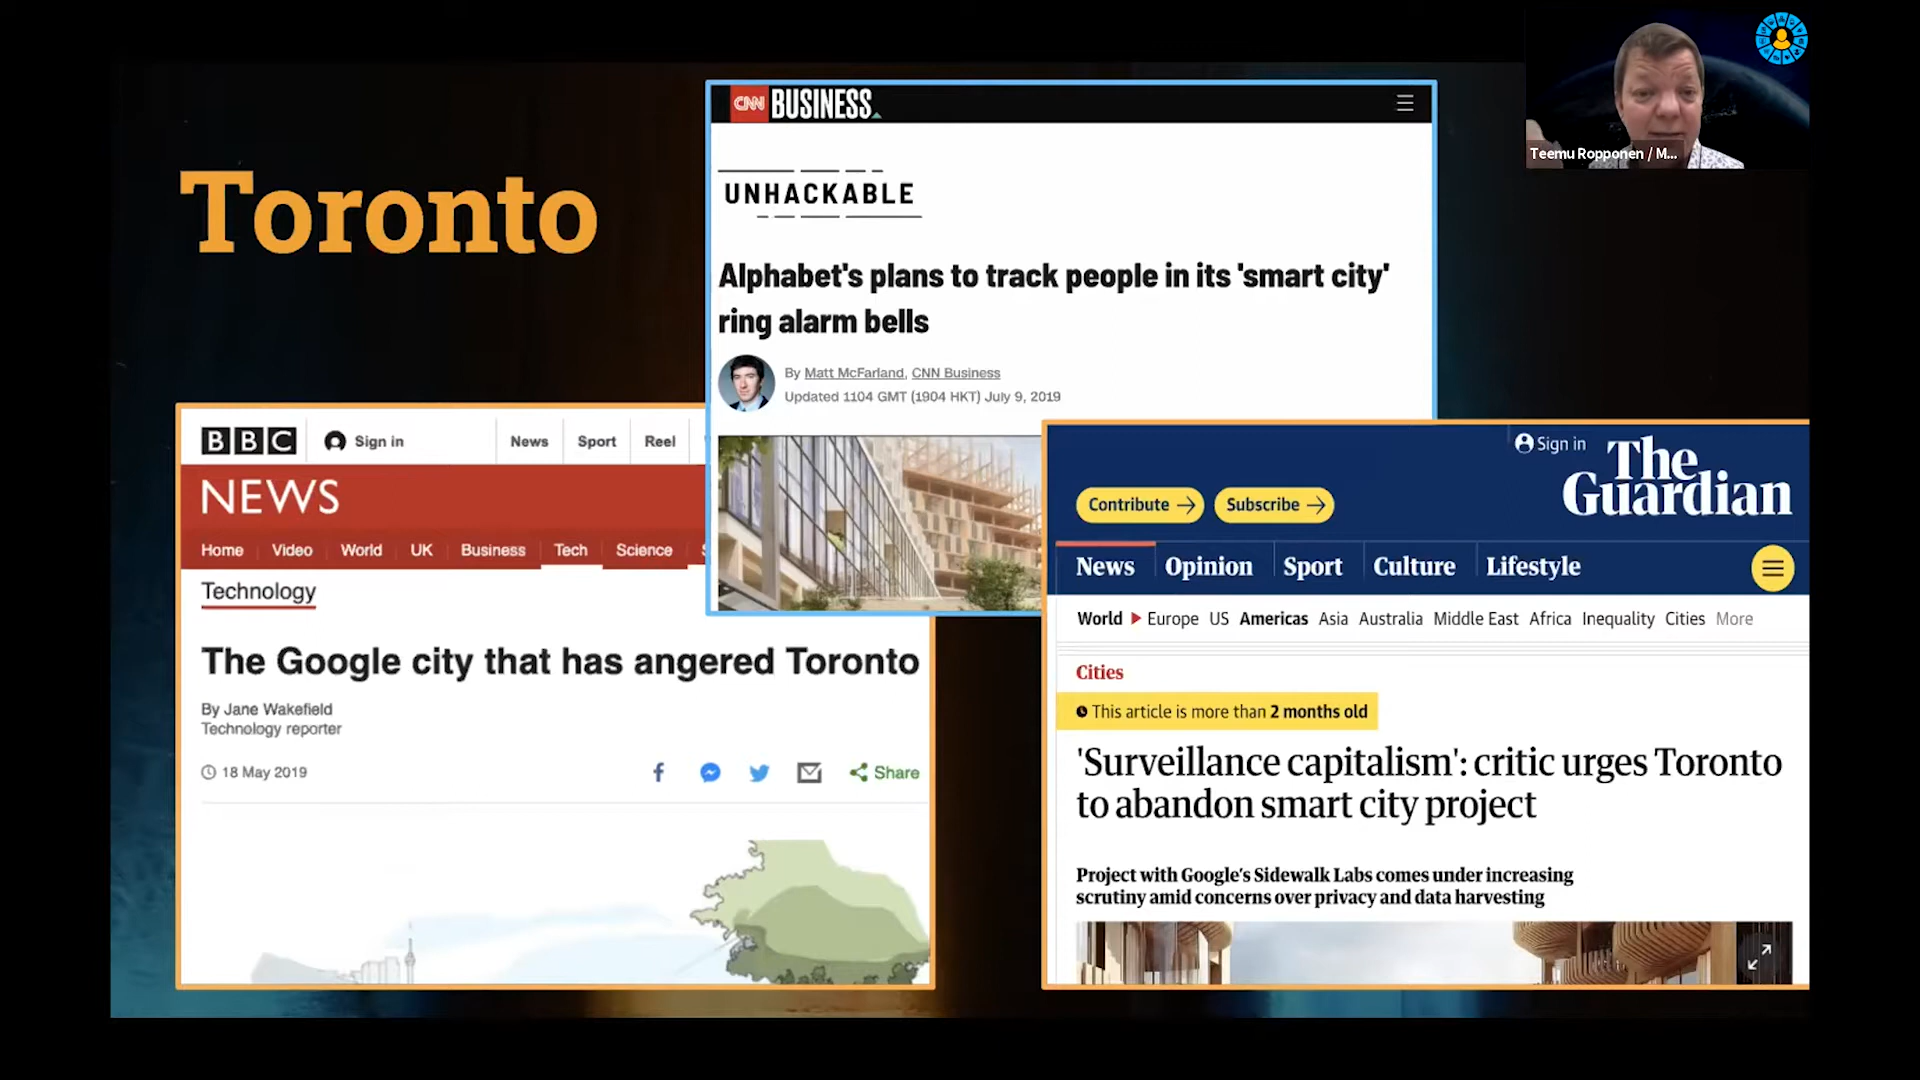 Toronto
CNN BUSINESS
UNHACKABLE
Alphabet's plans to track people in its 'smart city'
ring alarm bells
By Matt McFarland, CNN Business
Updated 1104 GMT (1904 HKT) July 9, 2019
Teemu Ropponen / M...
BBC Sign in News Sport Reel
NEWS
Home Video World UK Business Tech Science
Technology
The Google city that has angered Toronto
By Jane Wakefield
Technology reporter
18 May 2019
Share
Sign in
The
Guardian
Contribute Subscribe
News Opinion Sport Culture Lifestyle
World Europe US Americas Asia Australia Middle East Africa Inequality Cities More
Cities
This article is more than 2 months old
'Surveillance capitalism': critic urges Toronto
to abandon smart city project
Project with Google's Sidewalk Labs comes under increasing
scrutiny amid concerns over privacy and data harvesting